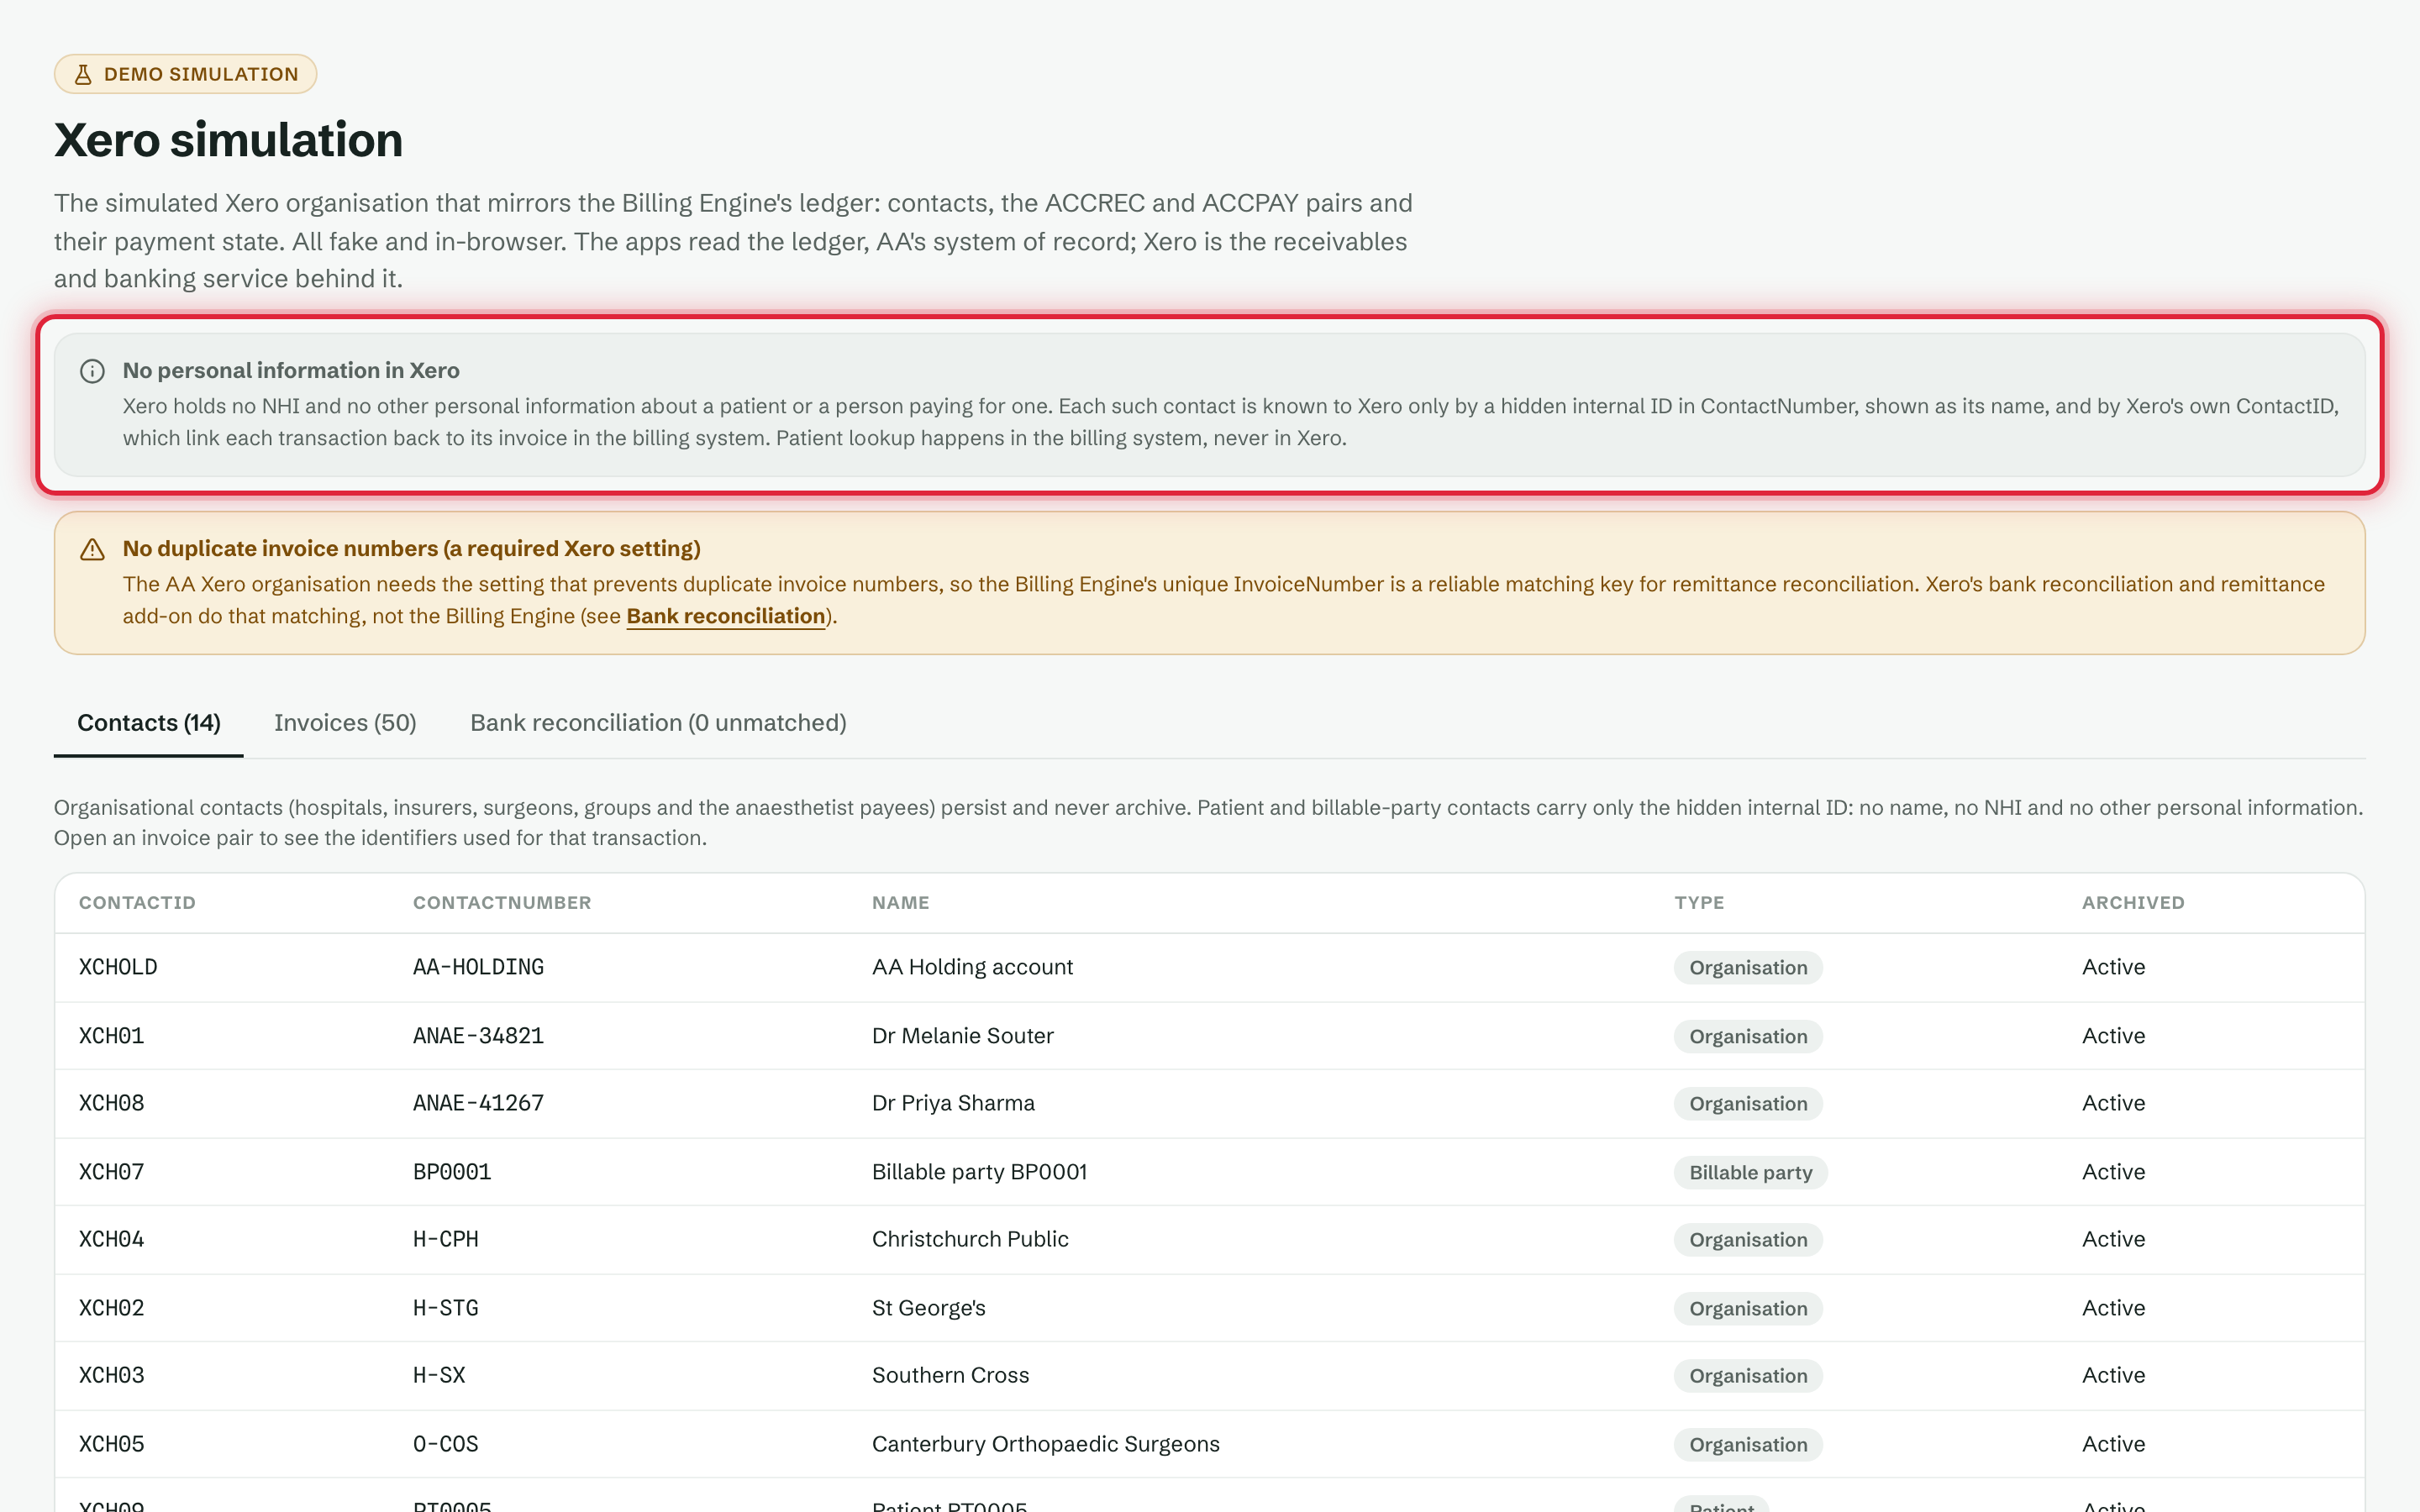 DEMO SIMULATION
Xero simulation
The simulated Xero organisation that mirrors the Billing Engine's ledger: contacts, the ACCREC and ACCPAY pairs and
their payment state. All fake and in-browser. The apps read the ledger, AA's system of record; Xero is the receivables
and banking service behind it.
No personal information in Xero
Xero holds no NHI and no other personal information about a patient or a person paying for one. Each such contact is known to Xero only by a hidden internal ID in ContactNumber, shown as its name, and by Xero's own ContactID,
which link each transaction back to its invoice in the billing system. Patient lookup happens in the billing system, never in Xero.
No duplicate invoice numbers (a required Xero setting)
The AA Xero organisation needs the setting that prevents duplicate invoice numbers, so the Billing Engine's unique InvoiceNumber is a reliable matching key for remittance reconciliation. Xero's bank reconciliation and remittance
add-on do that matching, not the Billing Engine (see Bank reconciliation).
Contacts (14) Invoices (50) Bank reconciliation (0 unmatched)
Organisational contacts (hospitals, insurers, surgeons, groups and the anaesthetist payees) persist and never archive. Patient and billable-party contacts carry only the hidden internal ID: no name, no NHI and no other personal information.
Open an invoice pair to see the identifiers used for that transaction.
CONTACTID CONTACTNUMBER NAME TYPE ARCHIVED
XCHOLD AA-HOLDING AA Holding account Organisation Active
XCH01 ANAE-34821 Dr Melanie Souter Organisation Active
XCH08 ANAE-41267 Dr Priya Sharma Organisation Active
XCH07 BP0001 Billable party BP0001 Billable party Active
XCH04 H-CPH Christchurch Public Organisation Active
XCH02 H-STG St George's Organisation Active
XCH03 H-SX Southern Cross Organisation Active
XCH05 O-COS Canterbury Orthopaedic Surgeons Organisation Active
XCH09 PT0005 Patient PT0005 Patient Active